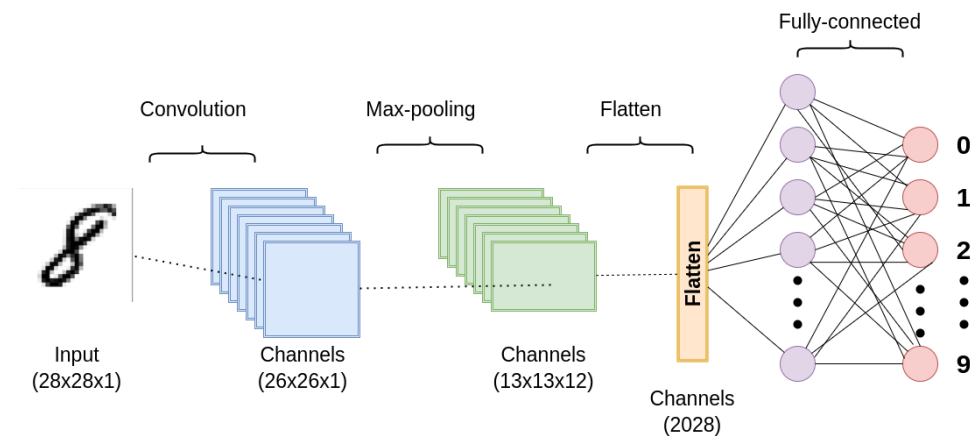 Fully-connected
Convolution
Max-pooling
Flatten
0
1
2
9
Flatten
Input
(28x28x1)
Channels
(26x26x1)
Channels
(13x13x12)
Channels
(2028)